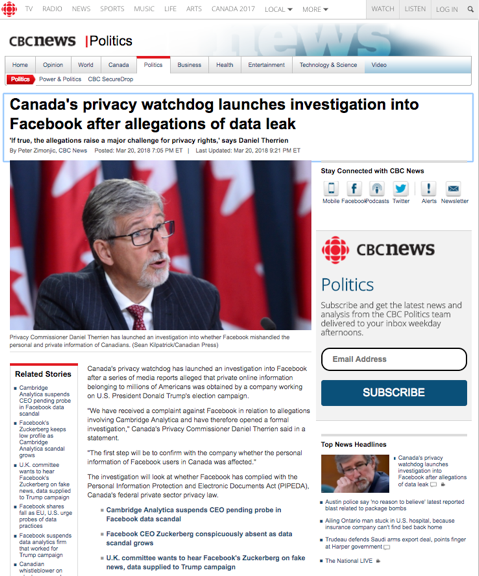 TV RADIO NEWS SPORTS MUSIC LIFE ARTS CANADA 2017 LOCAL MORE WATCH LISTEN LOG IN
CBCnews | Politics
Home Opinion World Canada Politics Business Health Entertainment Technology & Science Video
Politics Power & Politics CBC SecureDrop
Canada's privacy watchdog launches investigation into
Facebook after allegations of data leak
'If true, the allegations raise a major challenge for privacy rights,' says Daniel Therrien
By Peter Zimonjic, CBC News Posted: Mar 20, 2018 7:05 PM ET | Last Updated: Mar 20, 2018 9:21 PM ET
Privacy Commissioner Daniel Therrien has launched an investigation into whether Facebook mishandled the
personal and private information of Canadians. (Sean Kilpatrick/Canadian Press)
Related Stories
Cambridge
Analytica suspends
CEO pending probe
in Facebook data
scandal
Facebook's
Zuckerberg keeps
low profile as
Cambridge Analytica
scandal grows
U.K. committee
wants to hear
Facebook's
Zuckerberg on fake
news, data supplied
to Trump campaign
Facebook shares
fall as EU, U.S. urge
probes of data
practices
Facebook suspends
data analytics firm
that worked for
Trump campaign
Canadian
whistleblower on
Canada's privacy watchdog has launched an investigation into Facebook
after a series of media reports alleged that private online information
belonging to millions of Americans was obtained by a company working
on U.S. President Donald Trump's election campaign.
"We have received a complaint against Facebook in relation to allegations
involving Cambridge Analytica and have therefore opened a formal
investigation," Canada's Privacy Commissioner Daniel Therrien said in a
statement.
"The first step will be to confirm with the company whether the personal
information of Facebook users in Canada was affected."
The investigation will look at whether Facebook has complied with the
Personal Information Protection and Electronic Documents Act (PIPEDA),
Canada's federal private sector privacy law.
Cambridge Analytica suspends CEO pending probe in
Facebook data scandal
Facebook CEO Zuckerberg conspicuously absent as data
scandal grows
U.K. committee wants to hear Facebook's Zuckerberg on fake
news, data supplied to Trump campaign
Stay Connected with CBC News
Mobile Facebook Podcasts Twitter Alerts Newsletter
CBCnews
Politics
Subscribe and get the latest news and
analysis from the CBC Politics team
delivered to your inbox weekday
afternoons.
Email Address
SUBSCRIBE
Top News Headlines
Canada's privacy
watchdog launches
investigation into
Facebook after
allegations of data
leak
Austin police say 'no reason to believe' latest reported
blast related to package bombs
Ailing Ontario man stuck in U.S. hospital, because
insurance company can't find bed back home
Trudeau defends Saudi arms export deal, points finger
at Harper government
The National LIVE